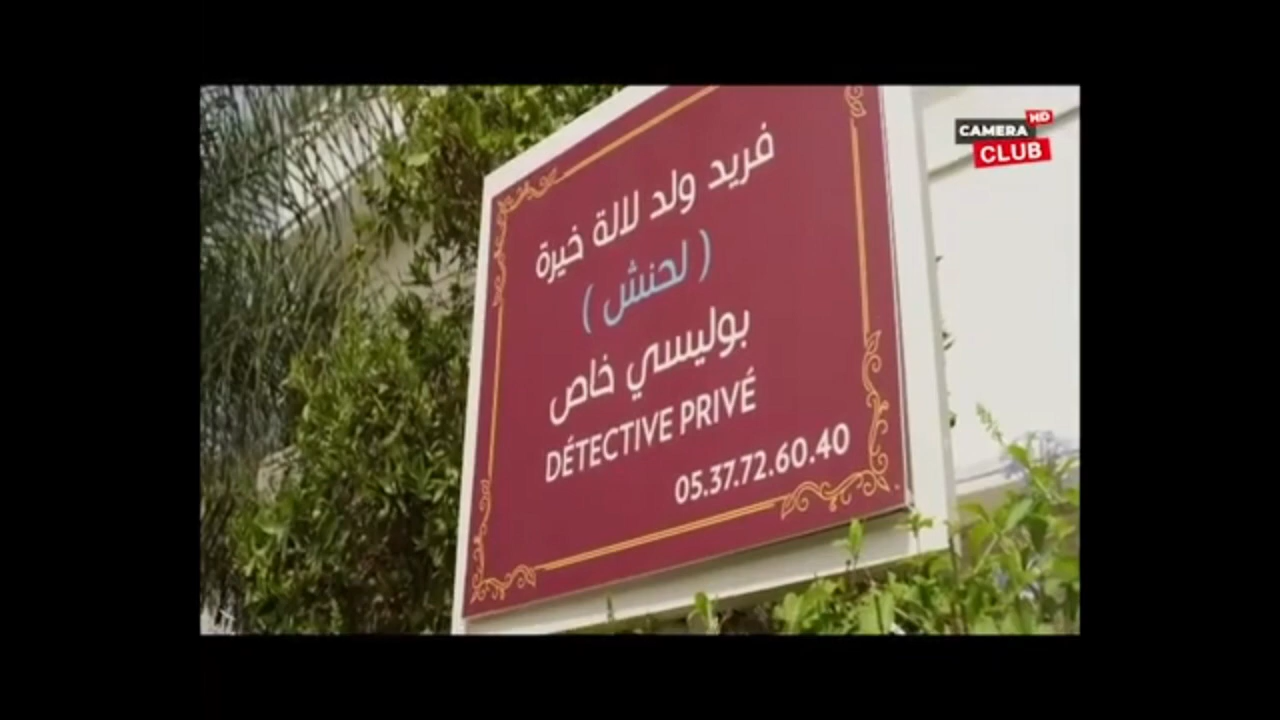 فريد ولد لالة خيرة
( لحنش )
بوليسي خاص
DÉTECTIVE PRIVÉ
05.37.72.60.40
CAMERA HD
CLUB